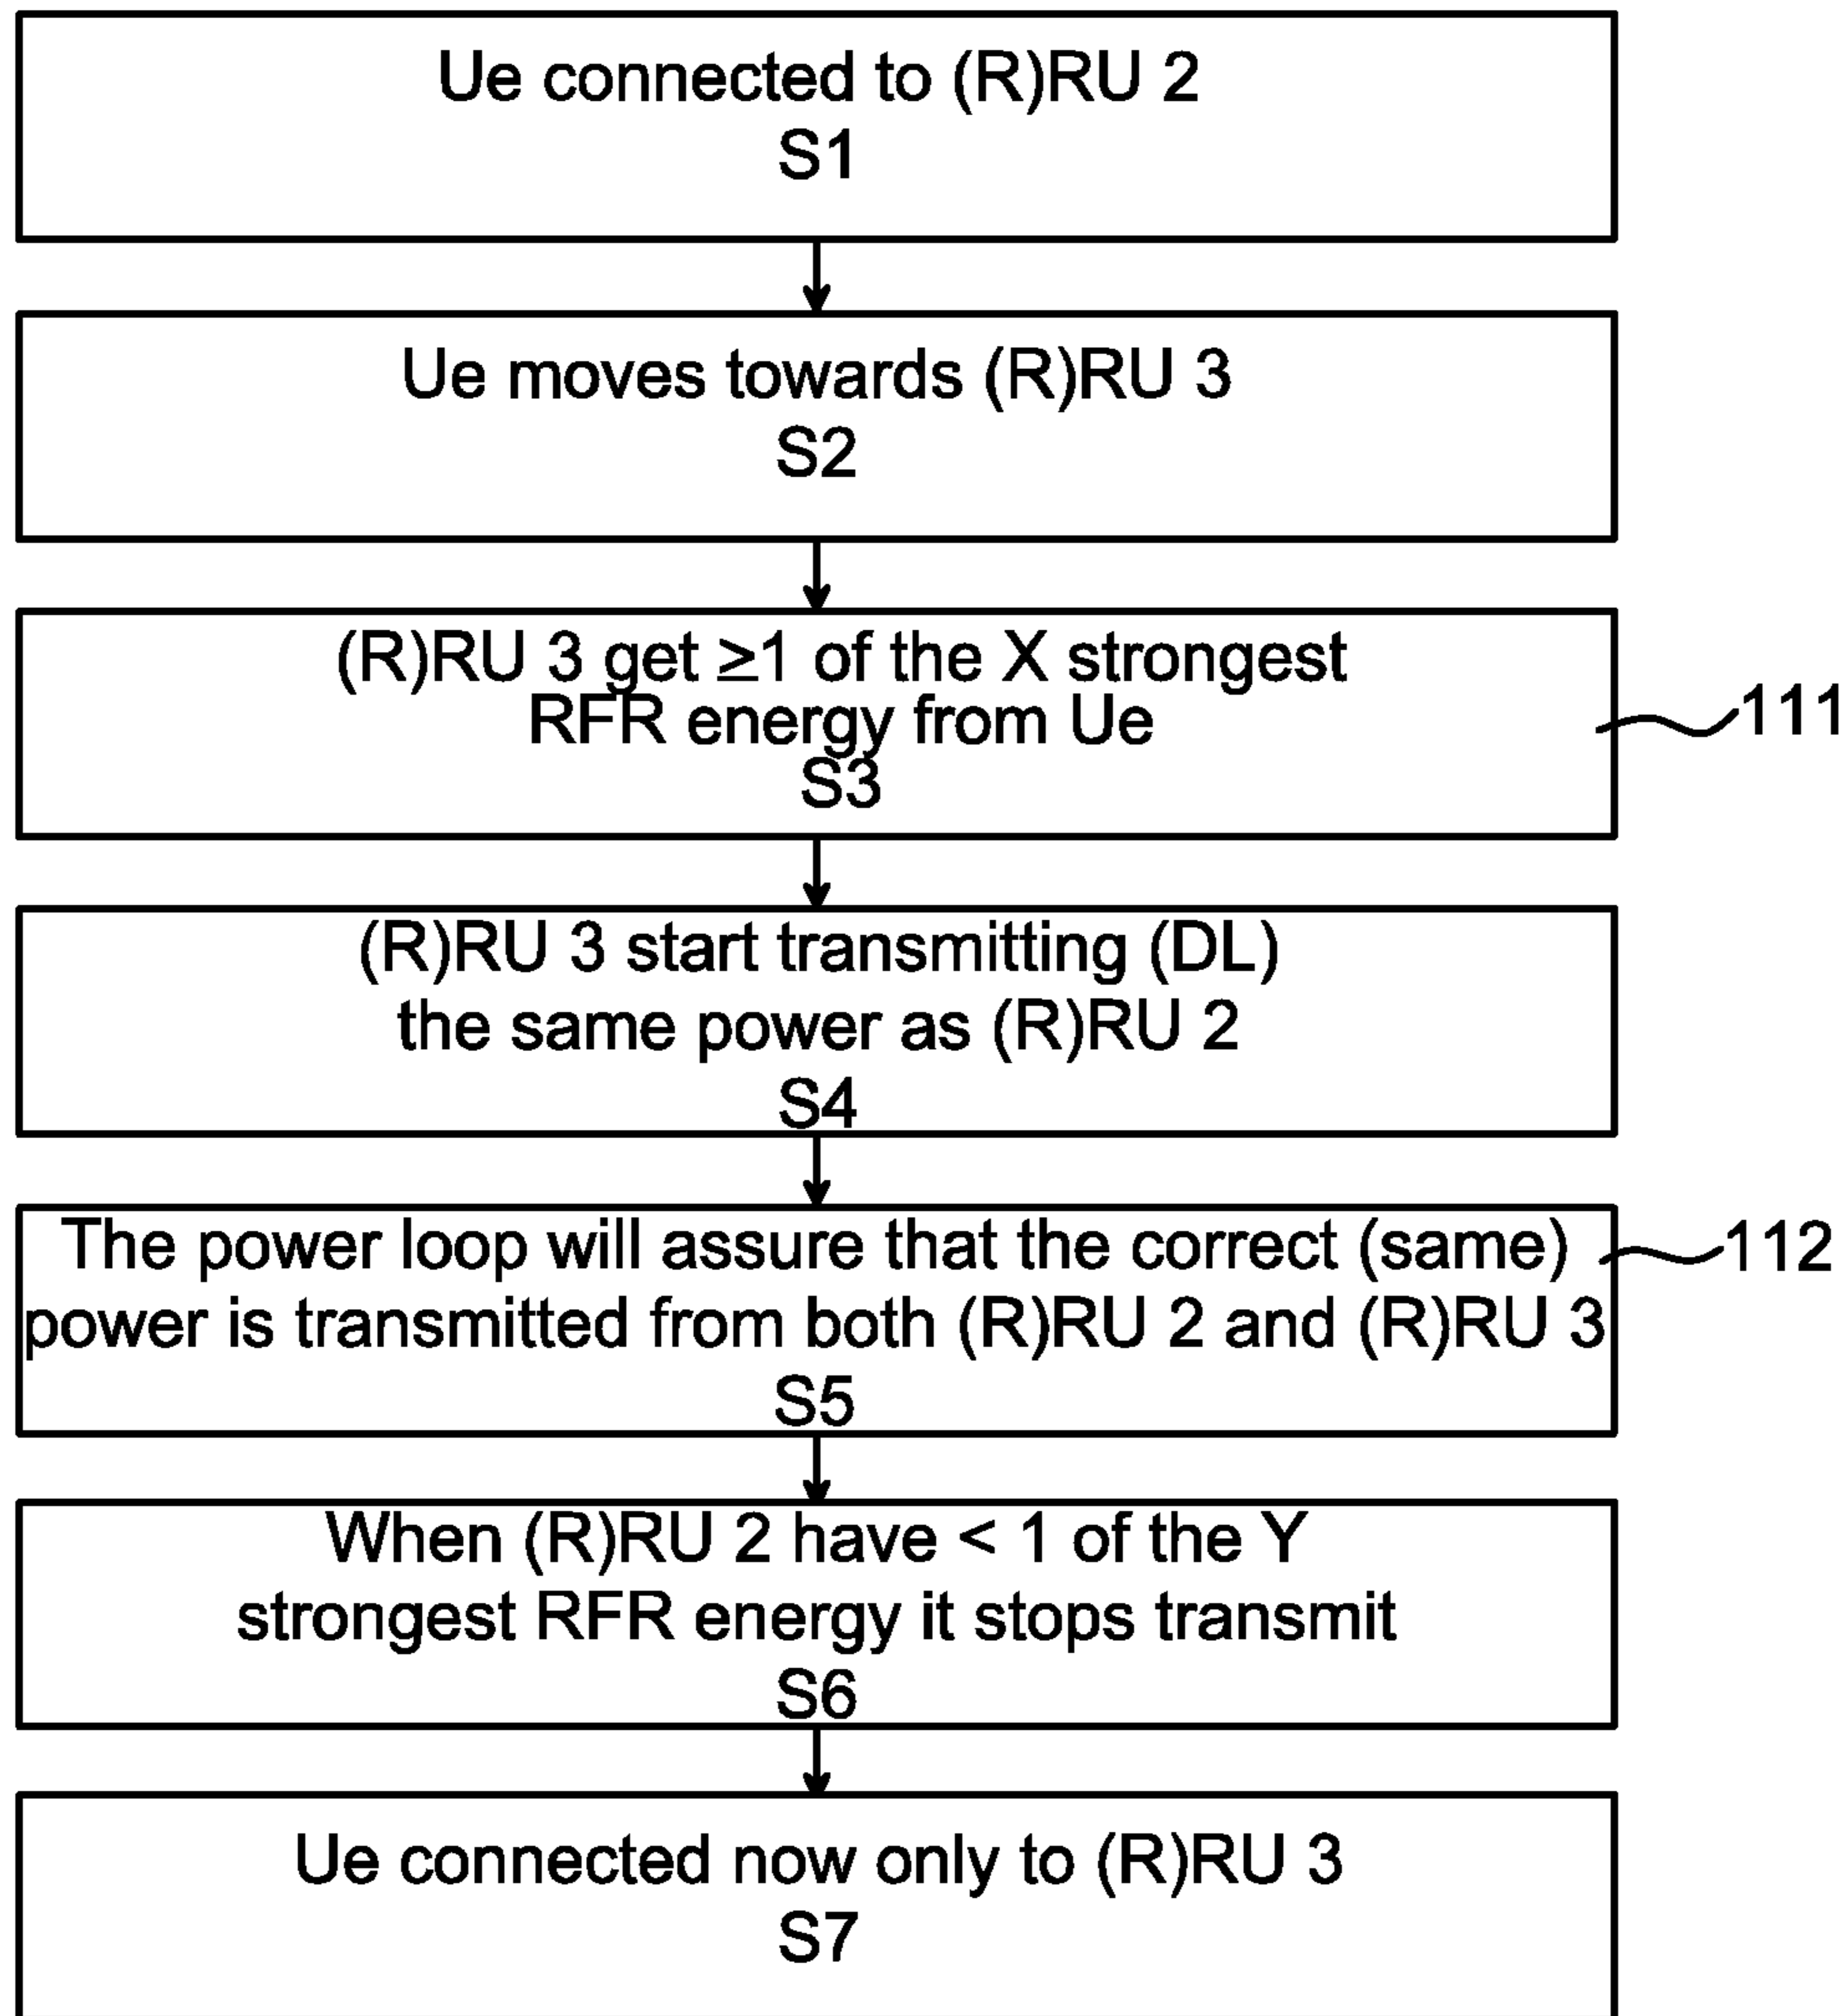 Ue connected to (R)RU 2
S1
Ue moves towards (R)RU 3
S2
(R)RU 3 get ≥1 of the X strongest
RFR energy from Ue
S3
111
(R)RU 3 start transmitting (DL)
the same power as (R)RU 2
S4
The power loop will assure that the correct (same)
power is transmitted from both (R)RU 2 and (R)RU 3
S5
112
When (R)RU 2 have < 1 of the Y
strongest RFR energy it stops transmit
S6
Ue connected now only to (R)RU 3
S7